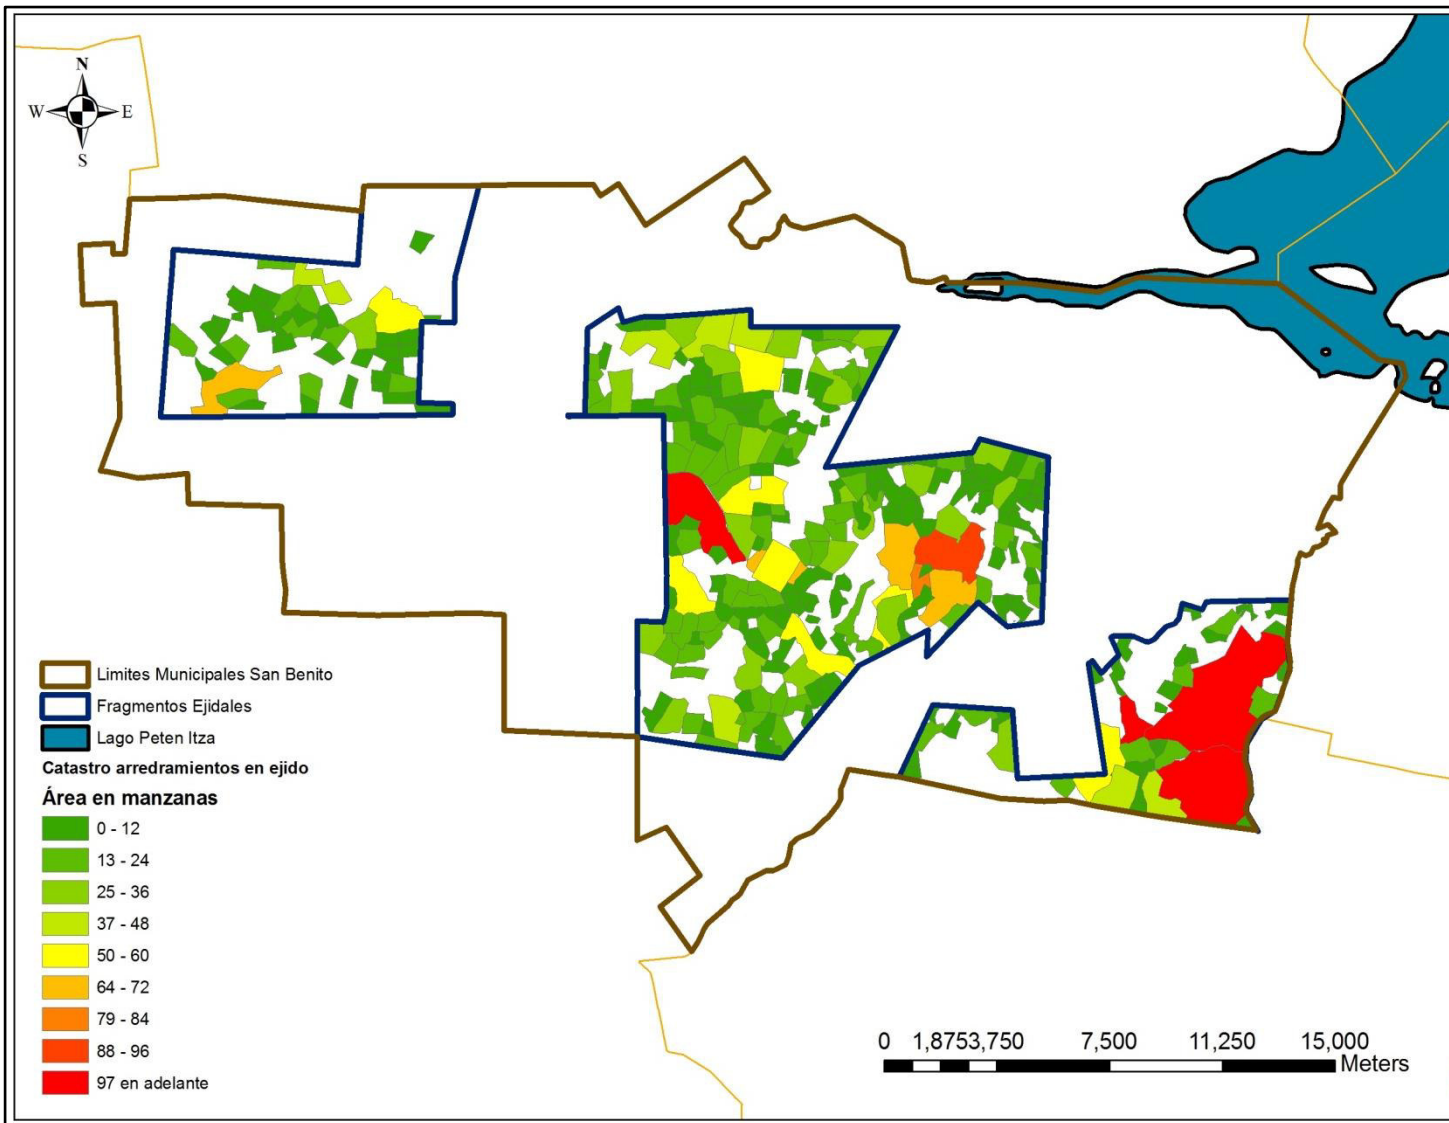 N
W E
S
Limites Municipales San Benito
Fragmentos Ejidales
Lago Peten Itza
Catastro arredramientos en ejido
Área en manzanas
0 - 12
13 - 24
25 - 36
37 - 48
50 - 60
64 - 72
79 - 84
88 - 96
97 en adelante
0 1,8753,750 7,500 11,250 15,000
Meters